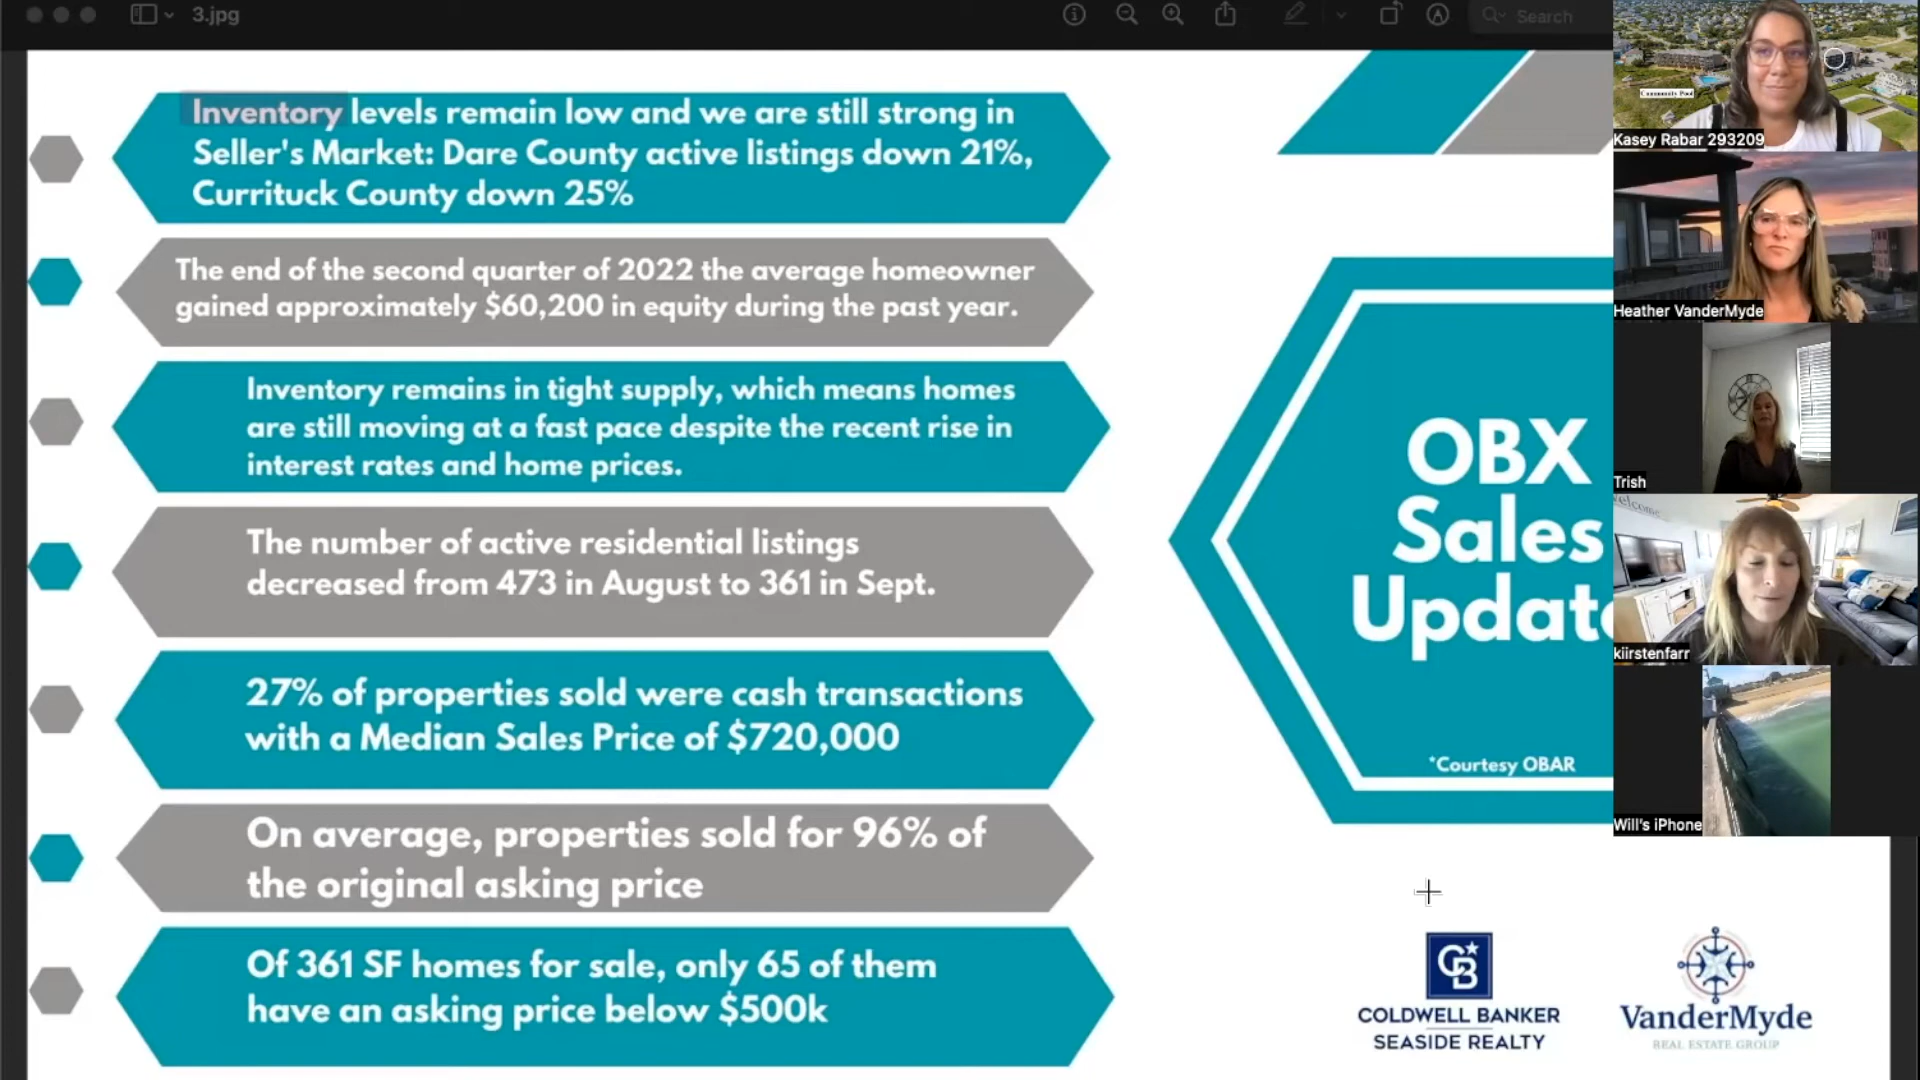 3.jpg
Search
Inventory levels remain low and we are still strong in
Seller's Market: Dare County active listings down 21%,
Currituck County down 25%
The end of the second quarter of 2022 the average homeowner
gained approximately $60,200 in equity during the past year.
Inventory remains in tight supply, which means homes
are still moving at a fast pace despite the recent rise in
interest rates and home prices.
The number of active residential listings
decreased from 473 in August to 361 in Sept.
27% of properties sold were cash transactions
with a Median Sales Price of $720,000
On average, properties sold for 96% of
the original asking price
Of 361 SF homes for sale, only 65 of them
have an asking price below $500k
OBX
Sales
Update
*Courtesy OBAR
CB
COLDWELL BANKER
SEASIDE REALTY
VanderMyde
REAL ESTATE GROUP
Community Pool
Kasey Rabar 293209
Heather VanderMyde
Trish
welcome
kiirstenfarr
Will's iPhone